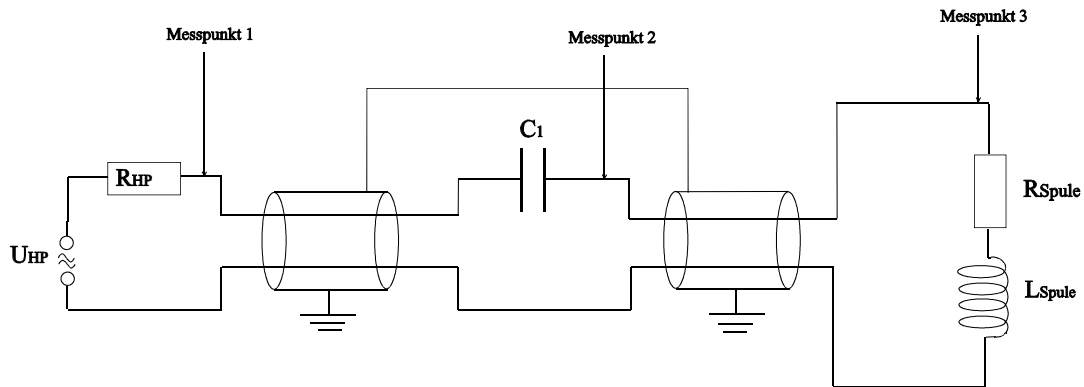 Messpunkt 1
Messpunkt 2
Messpunkt 3
C1
RHP
UHP
RSpule
LSpule